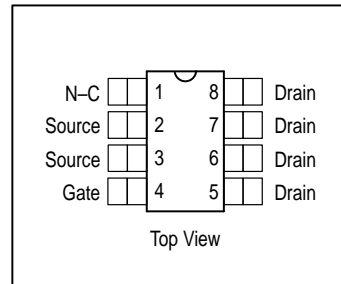 N–C 1 8 Drain
Source 2 7 Drain
Source 3 6 Drain
Gate 4 5 Drain
Top View